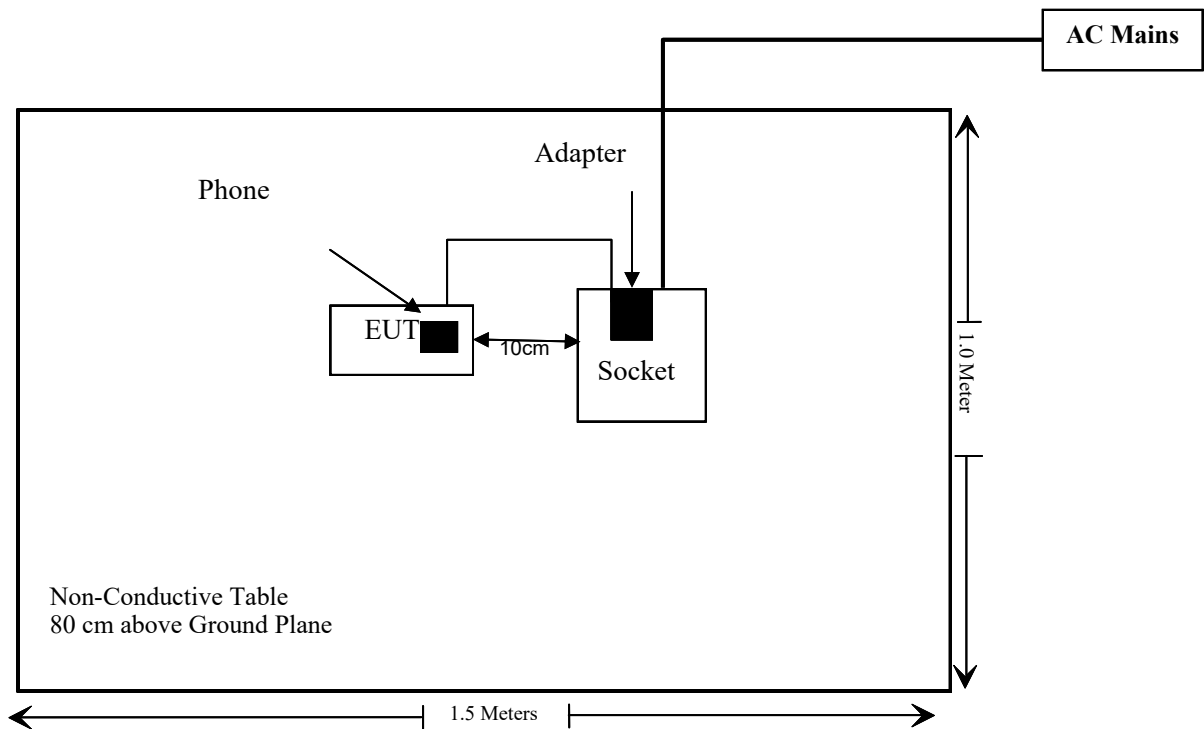 AC Mains
Adapter
Phone
EUT
10cm
Socket
1.0 Meter
Non-Conductive Table
80 cm above Ground Plane
1.5 Meters